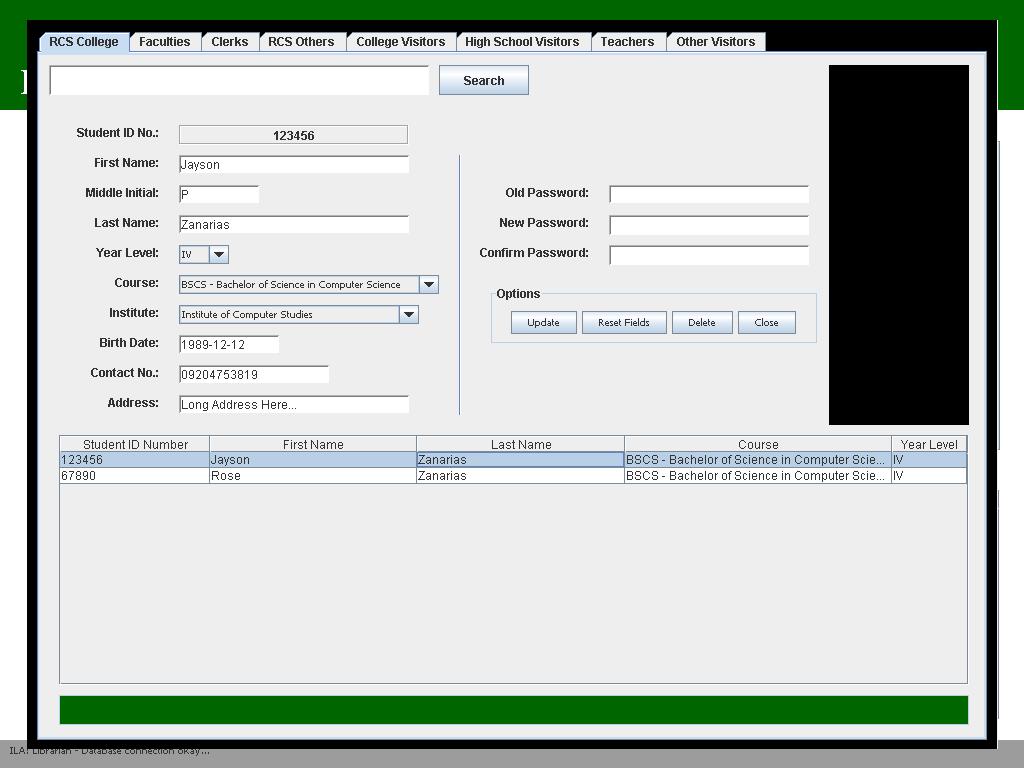 RCS College Faculties Clerks RCS Others College Visitors High School Visitors Teachers Other Visitors
Search
Student ID No.: 123456
First Name: Jayson
Middle Initial: P
Last Name: Zanarias
Year Level: IV
Course: BSCS - Bachelor of Science in Computer Science
Institute: Institute of Computer Studies
Birth Date: 1989-12-12
Contact No.: 09204753819
Address: Long Address Here...
Old Password:
New Password:
Confirm Password:
Options
Update Reset Fields Delete Close
Student ID Number First Name Last Name Course Year Level
123456 Jayson Zanarias BSCS - Bachelor of Science in Computer Scie... IV
67890 Rose Zanarias BSCS - Bachelor of Science in Computer Scie... IV
ILA: Librarian - Database connection okay...